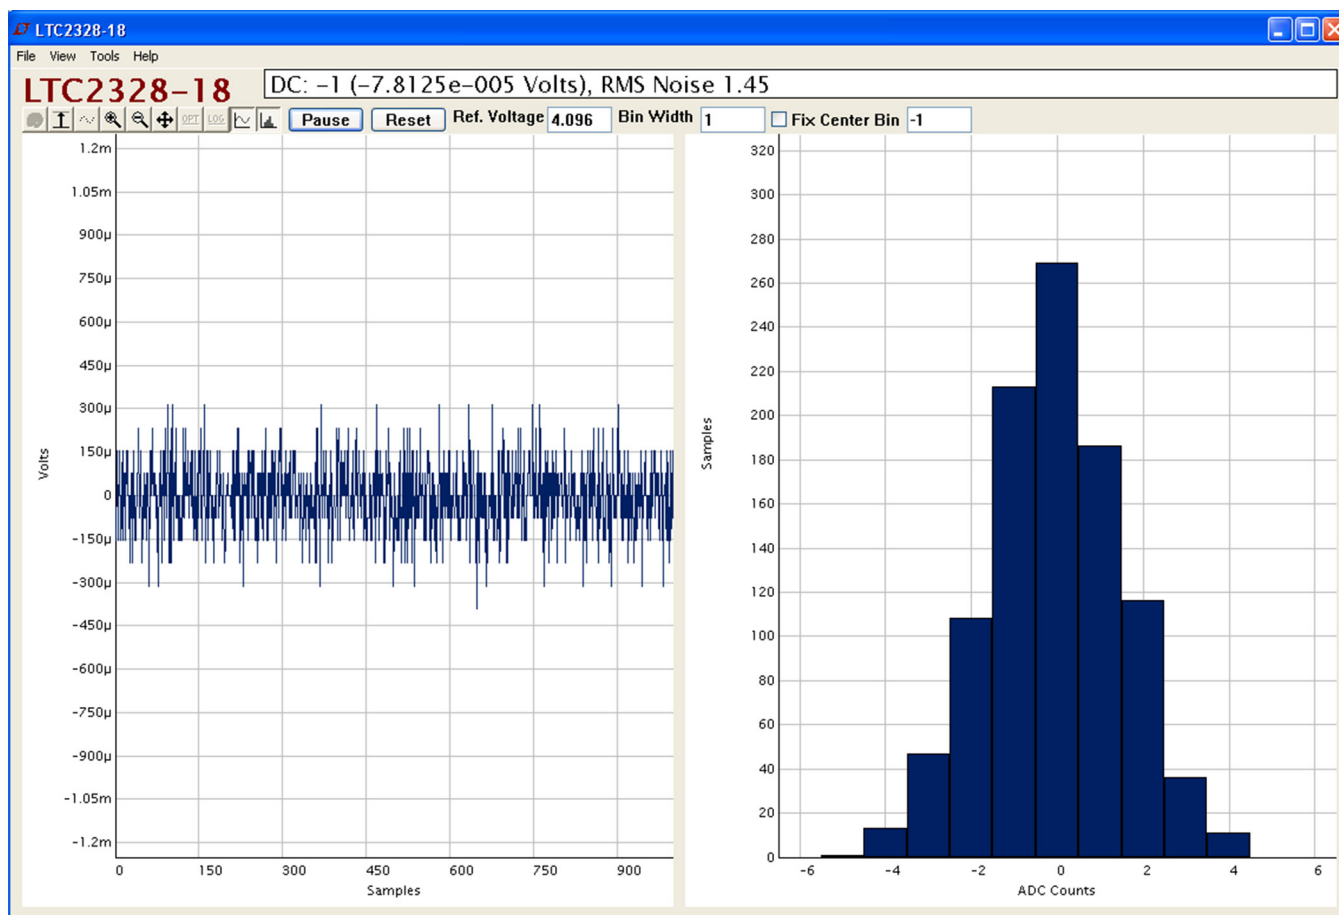 LTC2328-18
File View Tools Help
LTC2328-18
DC: -1 (-7.8125e-005 Volts), RMS Noise 1.45
OPT LOG Pause Reset Ref. Voltage 4.096 Bin Width 1 Fix Center Bin -1
1.2m
1.05m
900µ
750µ
600µ
450µ
300µ
150µ
0
-150µ
-300µ
-450µ
-600µ
-750µ
-900µ
-1.05m
-1.2m
Volts
0 150 300 450 600 750 900
Samples
320
300
280
260
240
220
200
180
160
140
120
100
80
60
40
20
0
Samples
-6 -4 -2 0 2 4 6
ADC Counts